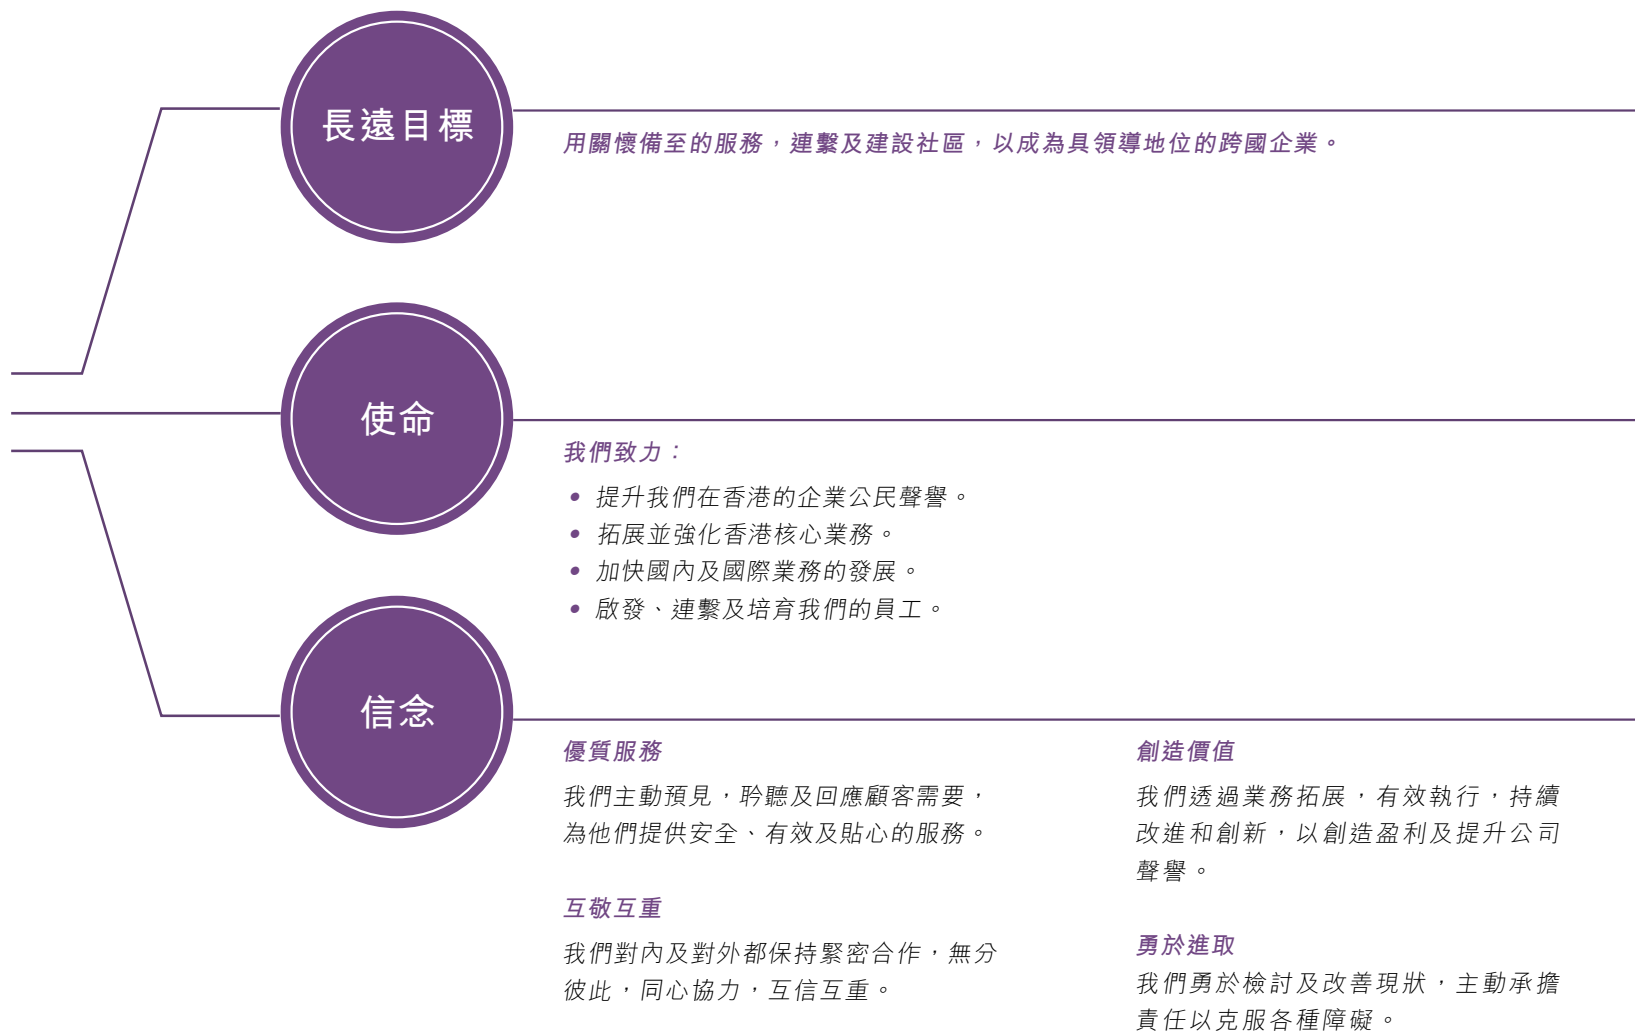 長遠目標
用關懷備至的服務，連繫及建設社區，以成為具領導地位的跨國企業。
使命
我們致力：
• 提升我們在香港的企業公民聲譽。
• 拓展並強化香港核心業務。
• 加快國內及國際業務的發展。
• 啟發、連繫及培育我們的員工。
信念
優質服務
我們主動預見，聆聽及回應顧客需要，
為他們提供安全、有效及貼心的服務。
互敬互重
我們對內及對外都保持緊密合作，無分
彼此，同心協力，互信互重。
創造價值
我們透過業務拓展，有效執行，持續
改進和創新，以創造盈利及提升公司
聲譽。
勇於進取
我們勇於檢討及改善現狀，主動承擔
責任以克服各種障礙。